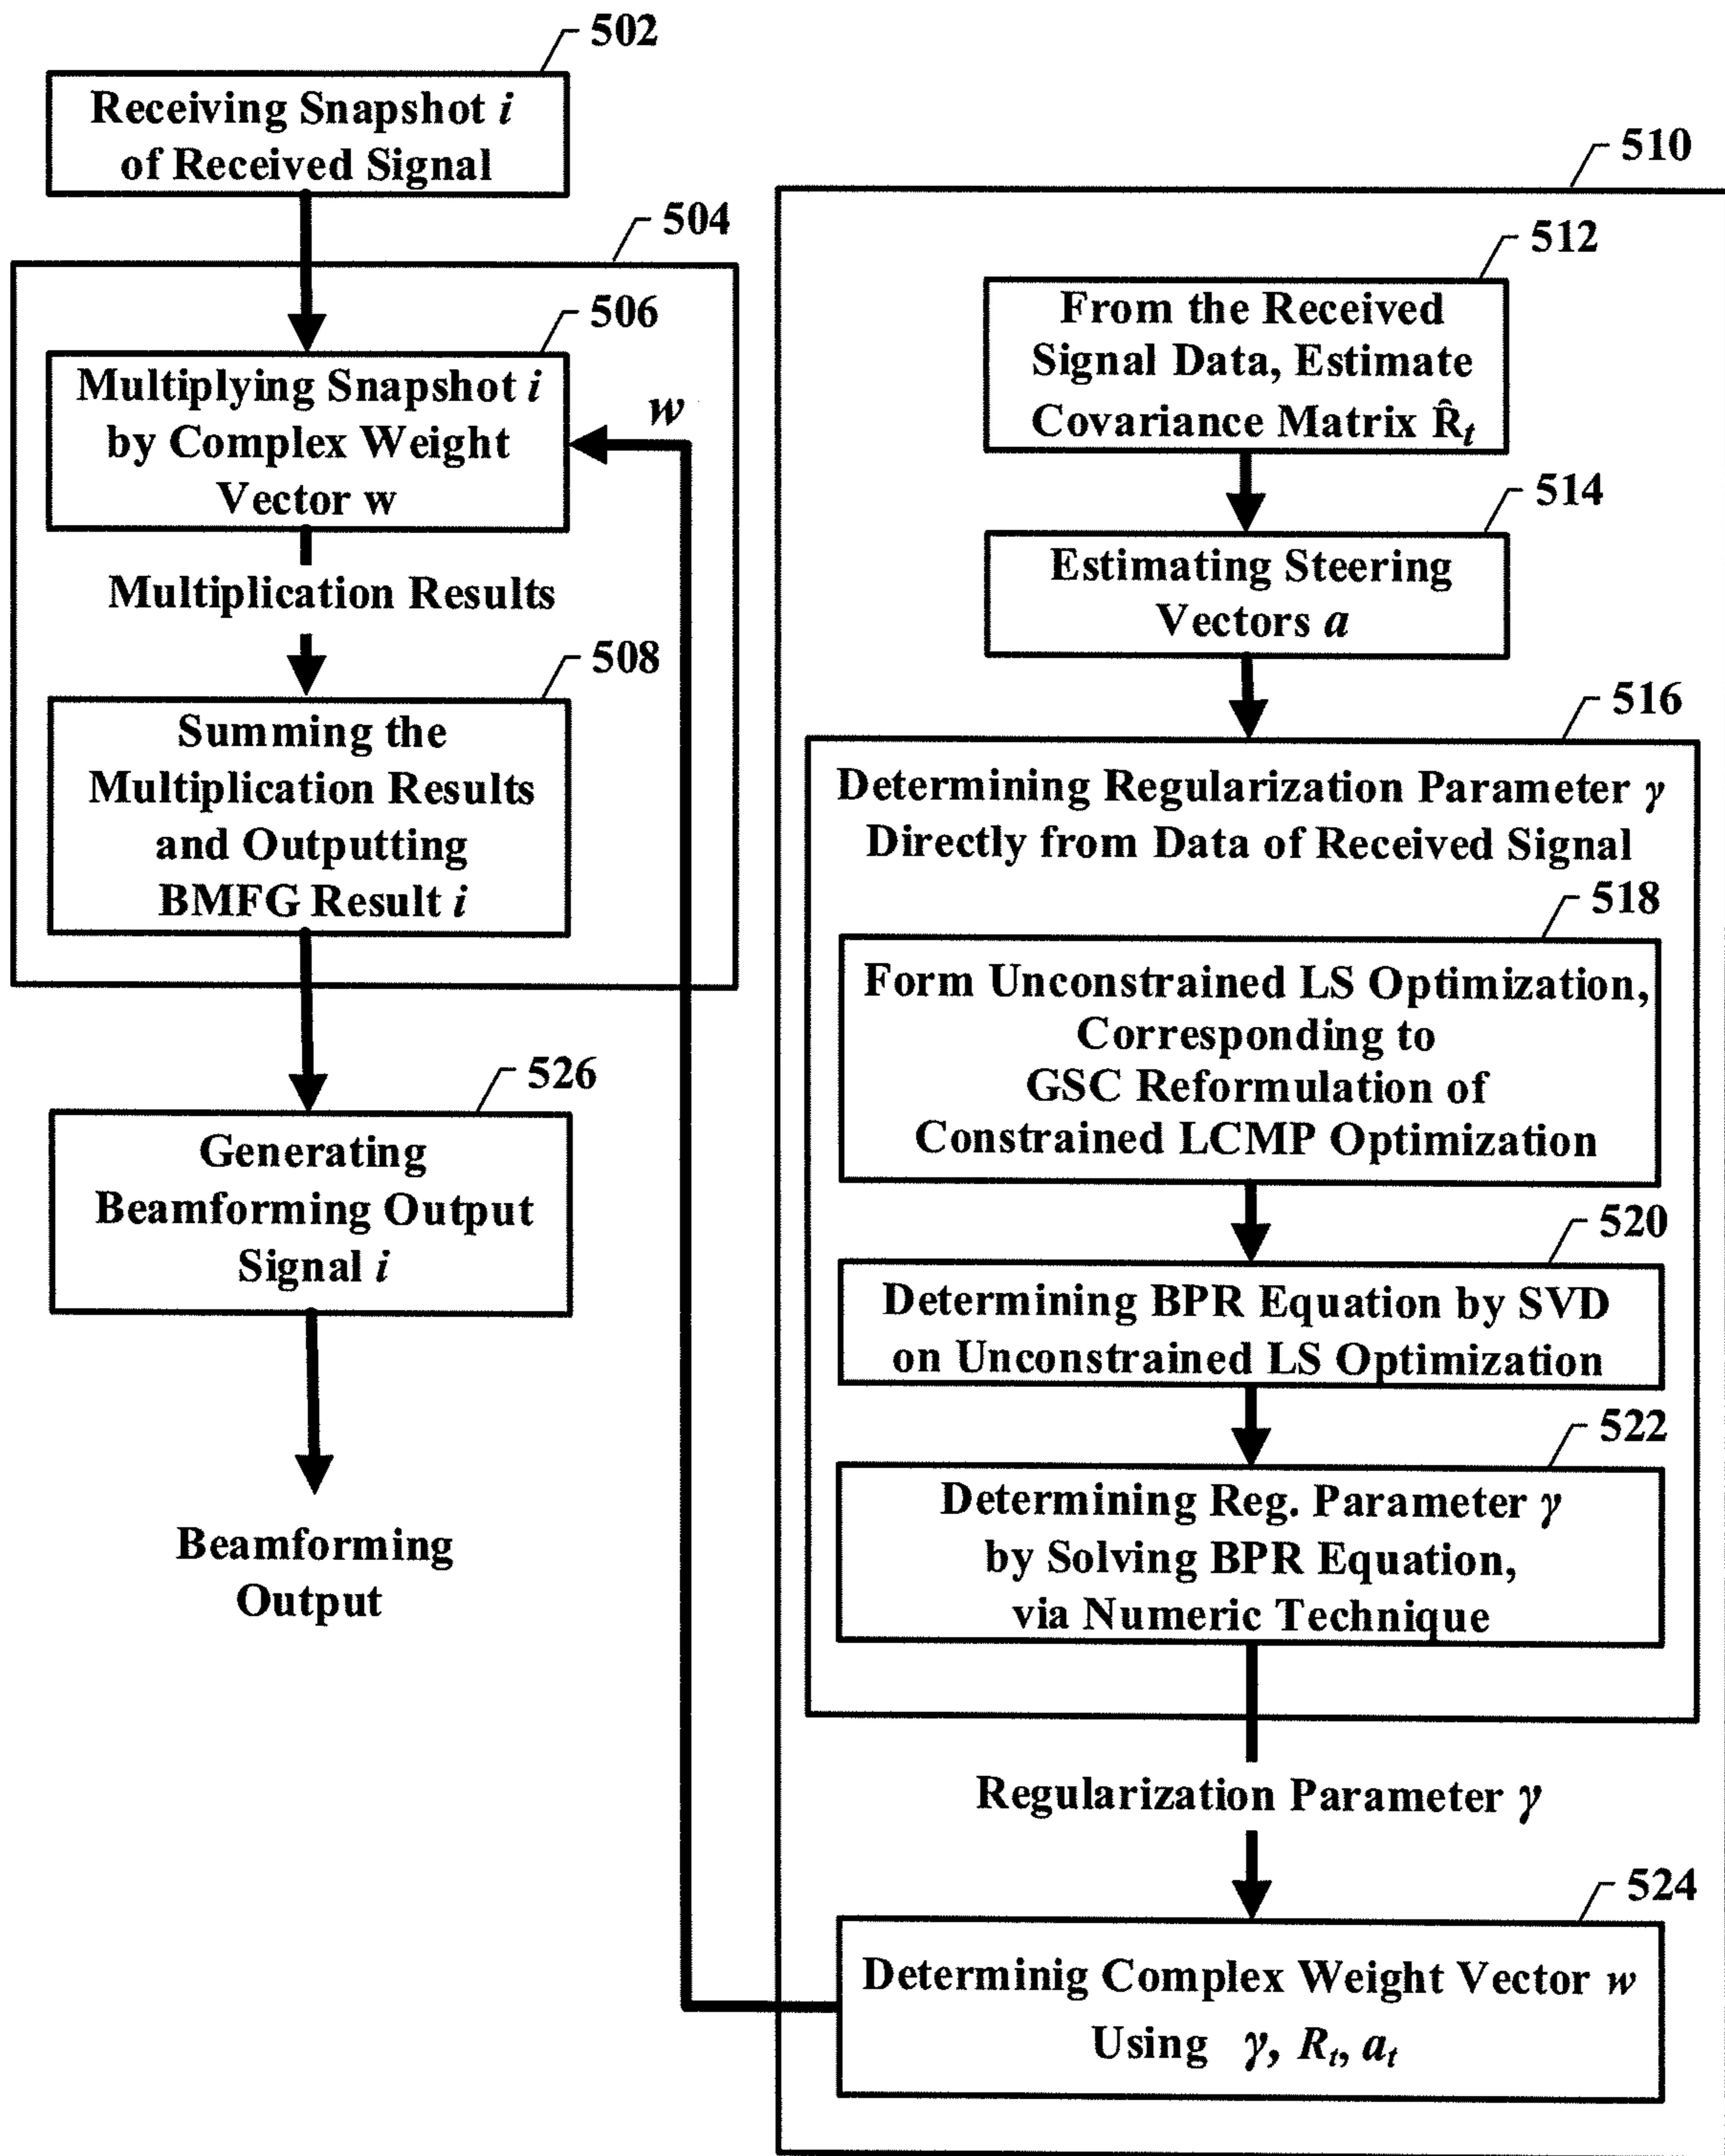 502
Receiving Snapshot i
of Received Signal
504
506
Multiplying Snapshot i
by Complex Weight
Vector w
w
Multiplication Results
508
Summing the
Multiplication Results
and Outputting
BMFG Result i
526
Generating
Beamforming Output
Signal i
Beamforming
Output
510
512
From the Received
Signal Data, Estimate
Covariance Matrix R̂t
514
Estimating Steering
Vectors a
516
Determining Regularization Parameter γ
Directly from Data of Received Signal
518
Form Unconstrained LS Optimization,
Corresponding to
GSC Reformulation of
Constrained LCMP Optimization
520
Determining BPR Equation by SVD
on Unconstrained LS Optimization
522
Determining Reg. Parameter γ
by Solving BPR Equation,
via Numeric Technique
Regularization Parameter γ
524
Determinig Complex Weight Vector w
Using γ, Rt, at